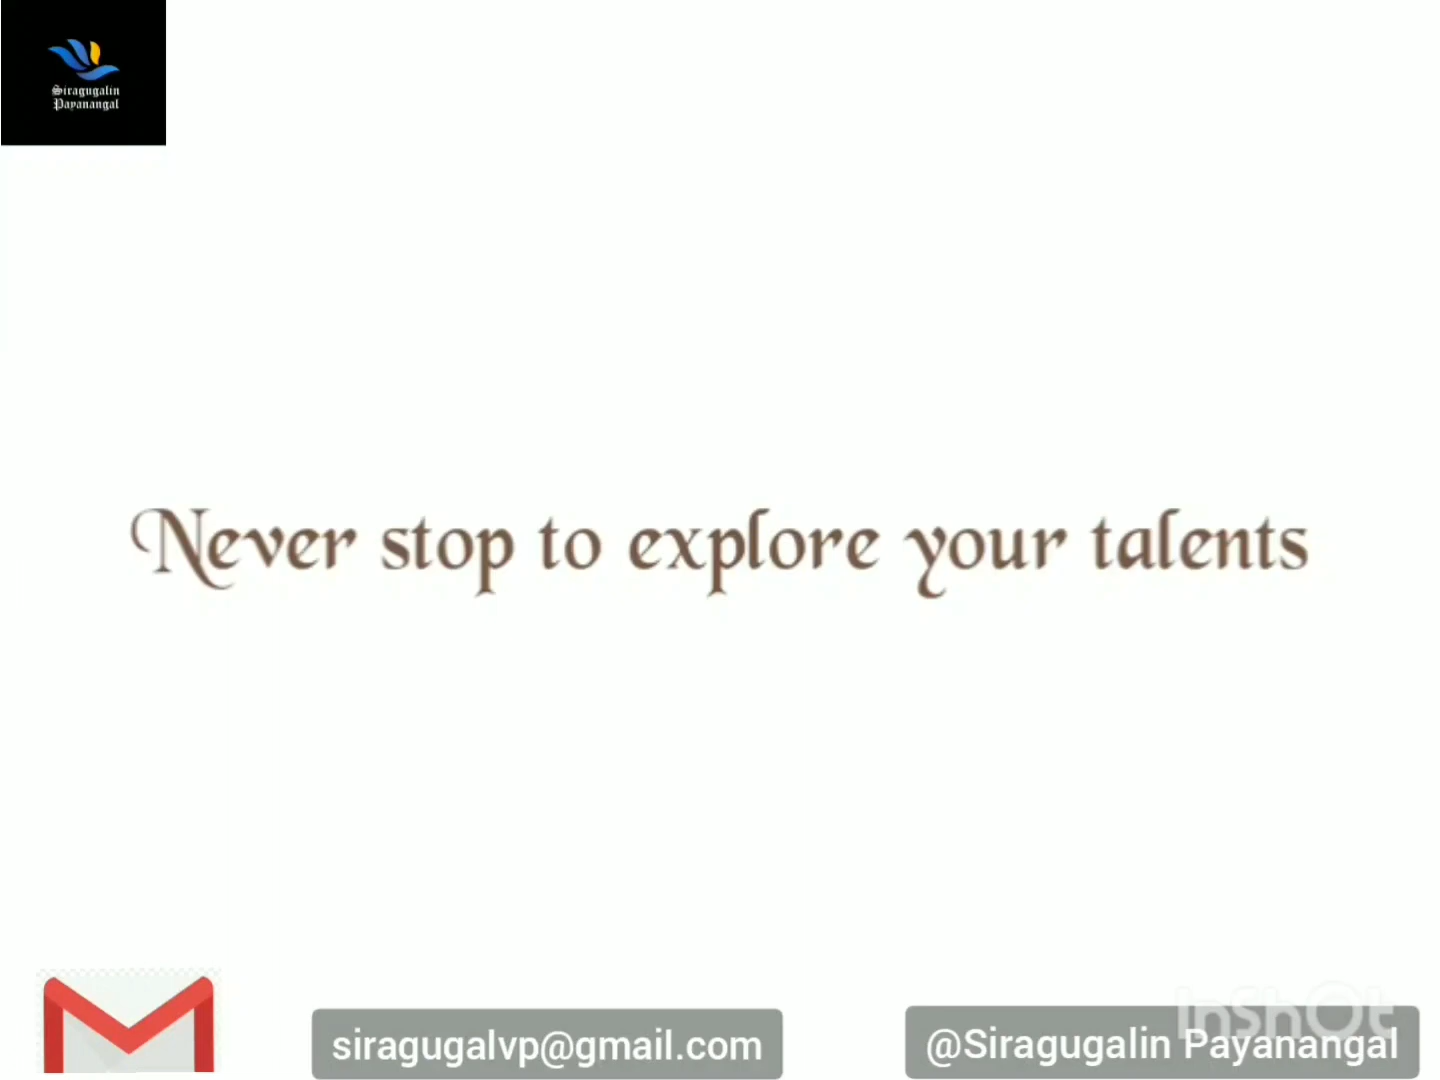 Siragugalin
Payanangal
Never stop to explore your talents
siragugalvp@gmail.com
@Siragugalin Payanangal
InShOt